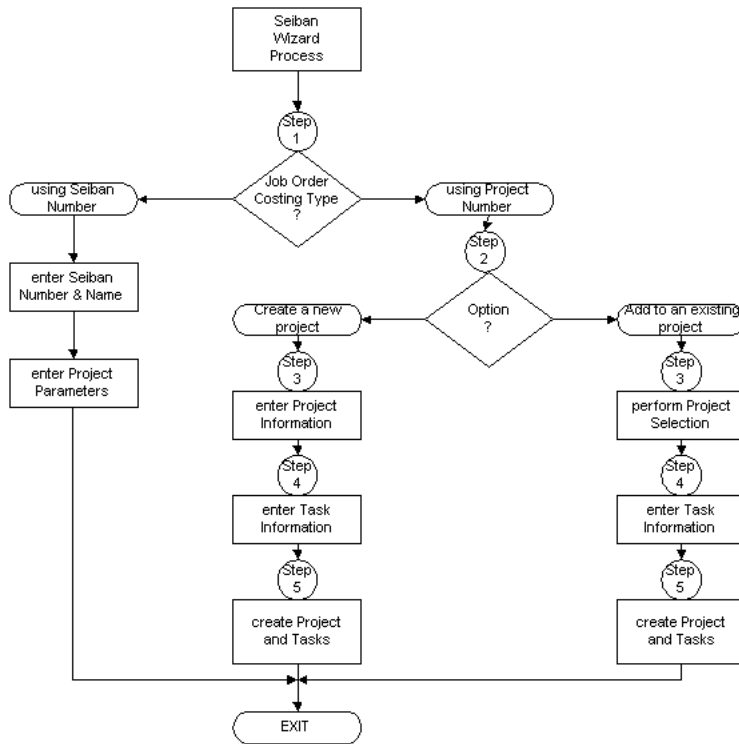 Seiban
Wizard
Process
Step
1
Job Order
Costing Type
?
using Seiban
Number
using Project
Number
enter Seiban
Number & Name
enter Project
Parameters
Step
2
Option
?
Create a new
project
Add to an existing
project
Step
3
enter Project
Information
Step
4
enter Task
Information
Step
5
create Project
and Tasks
Step
3
perform Project
Selection
Step
4
enter Task
Information
Step
5
create Project
and Tasks
EXIT